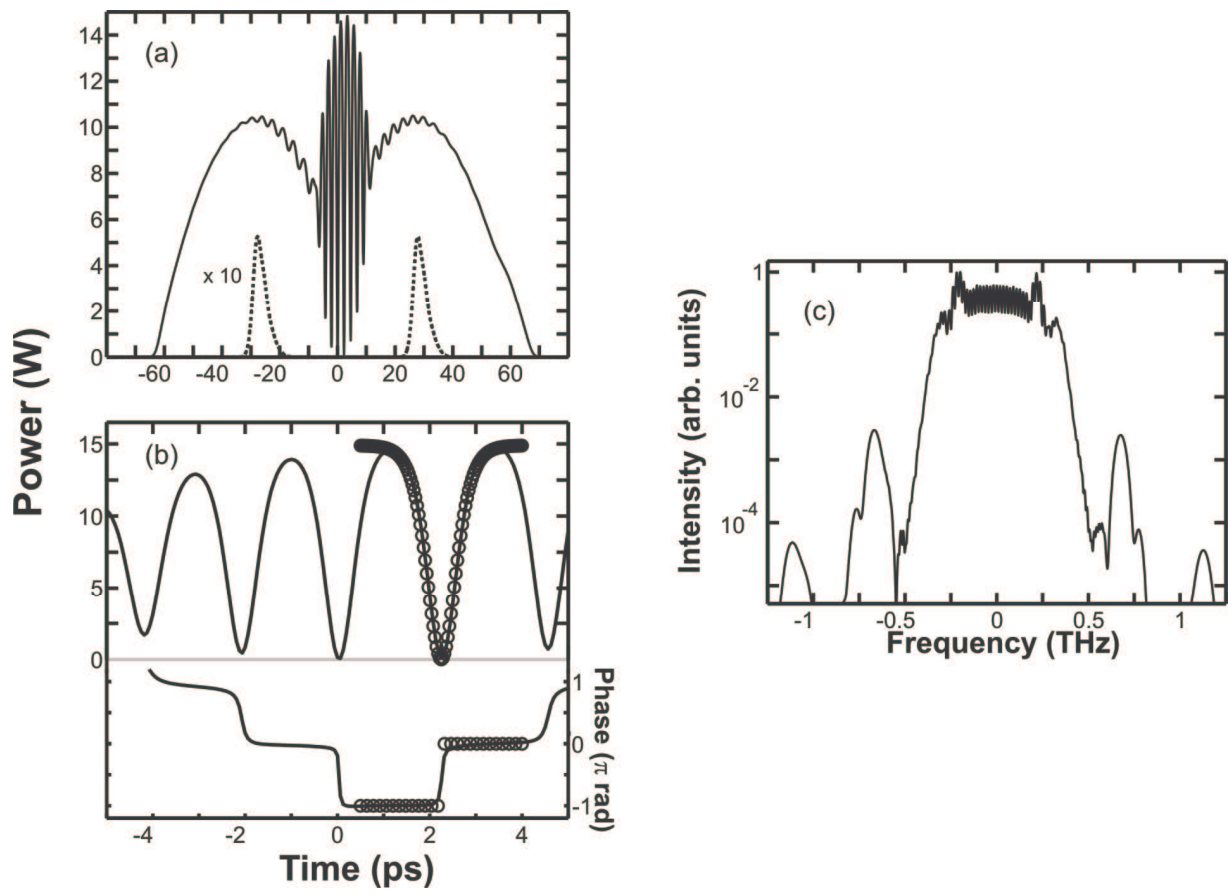 (a)
14
12
10
8
6
4
2
0
x 10
-60 -40 -20 0 20 40 60
Power (W)
(b)
15
10
5
0
1
0
-1
Phase (π rad)
-4 -2 0 2 4
Time (ps)
(c)
1
10-2
10-4
Intensity (arb. units)
-1 -0.5 0 0.5 1
Frequency (THz)